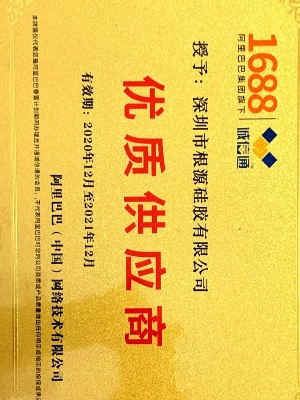 1688
阿里巴巴集团旗下
诚信通
授予：深圳市根源硅胶有限公司
优质供应商
有效期：2020年12月至2021年12月
阿里巴巴（中国）网络技术有限公司